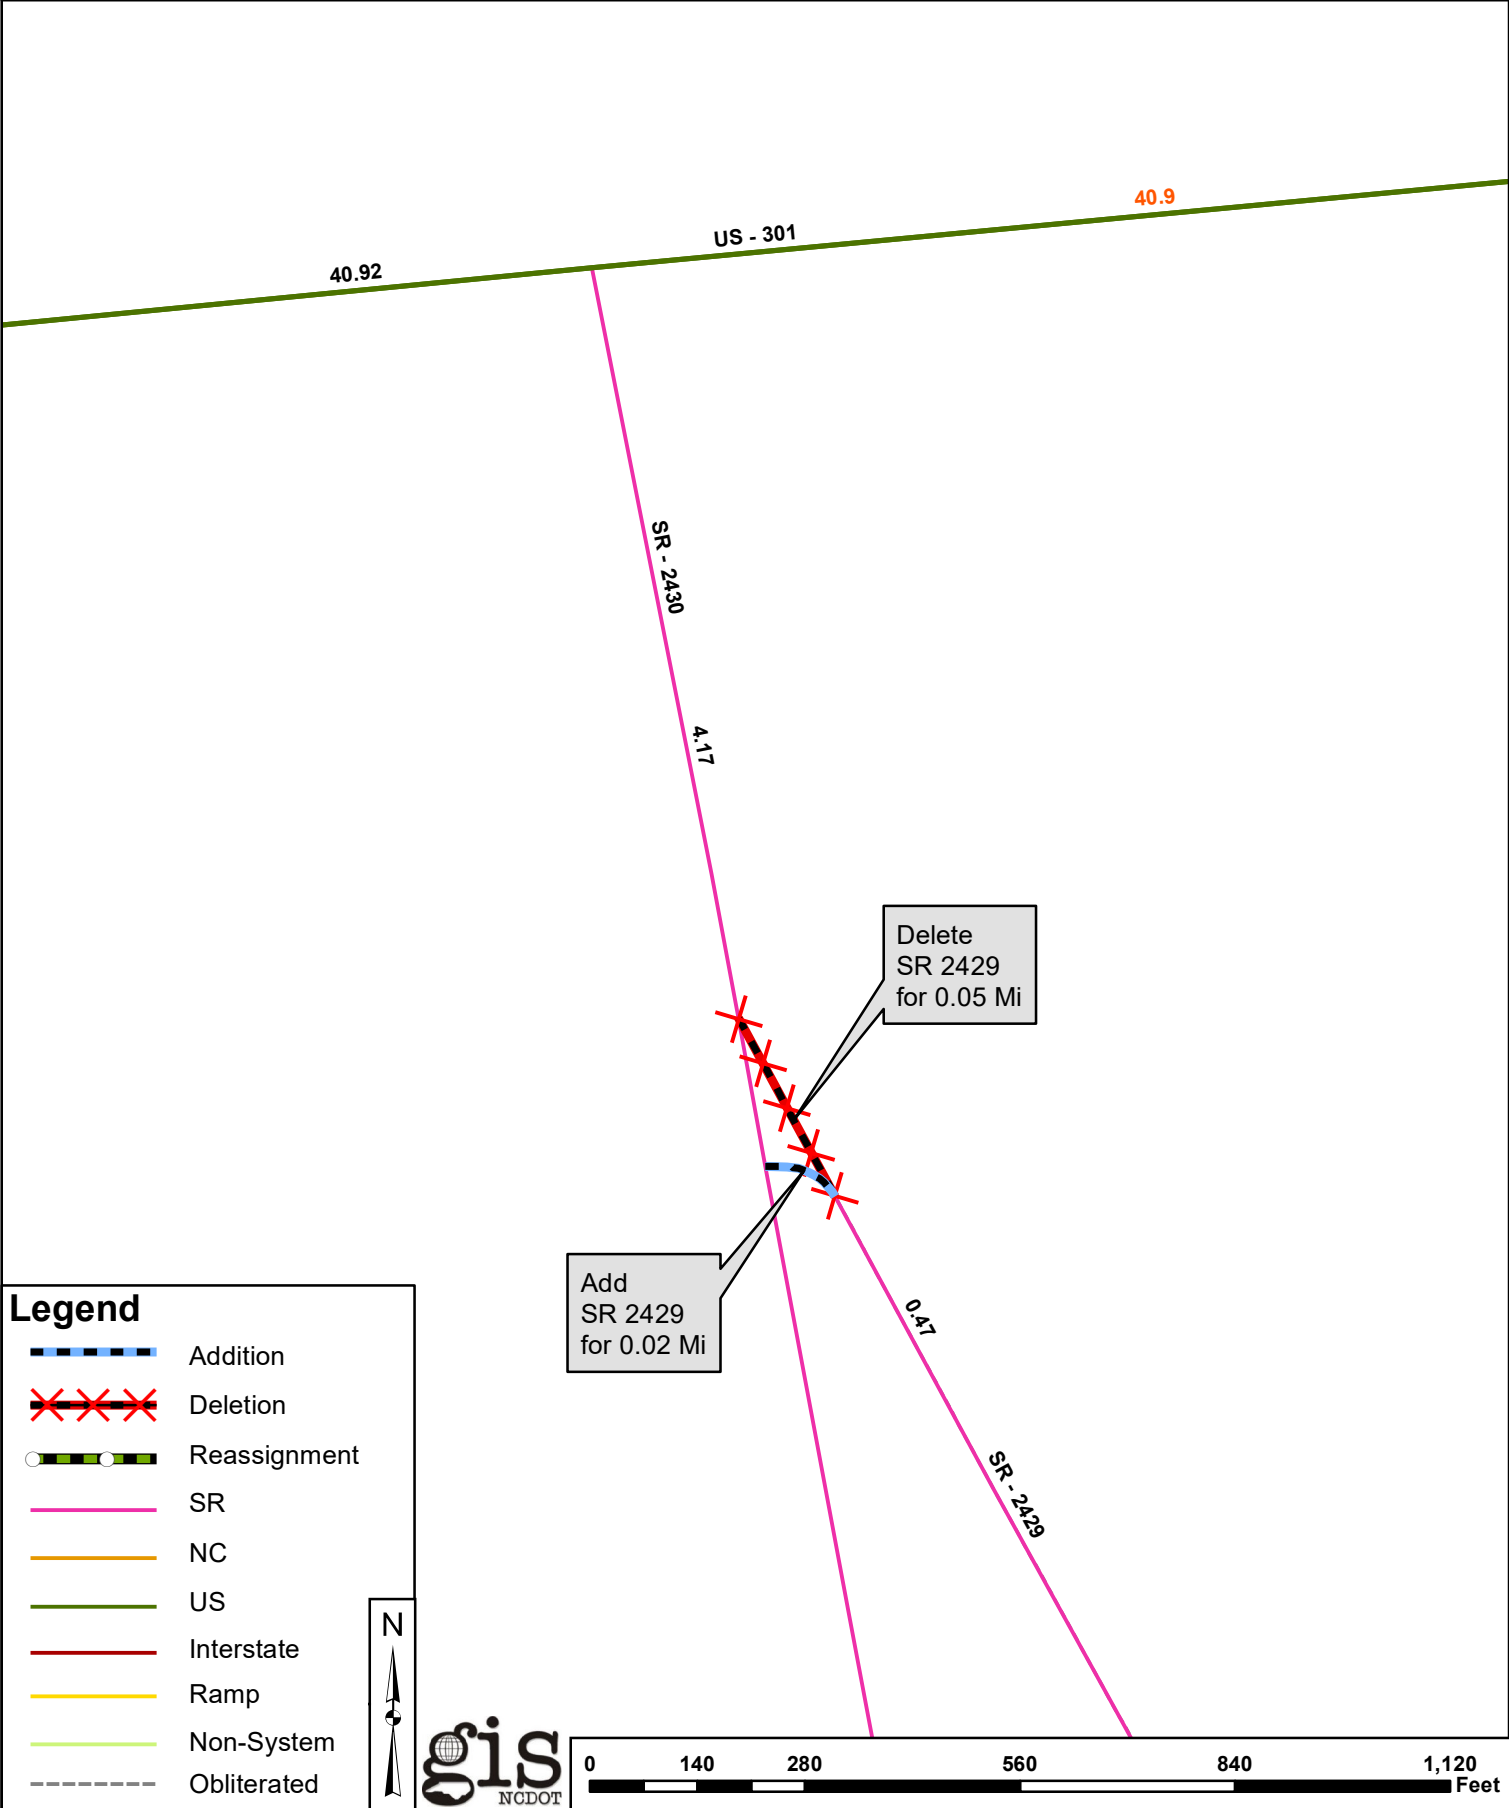 40.9
US - 301
40.92
SR - 2430
4.17
Delete
SR 2429
for 0.05 Mi
Add
SR 2429
for 0.02 Mi
0.47
SR - 2429
Legend
Addition
Deletion
Reassignment
SR
NC
US
Interstate
Ramp
Non-System
Obliterated
N
gis
NCDOT
0 140 280 560 840 1,120
Feet